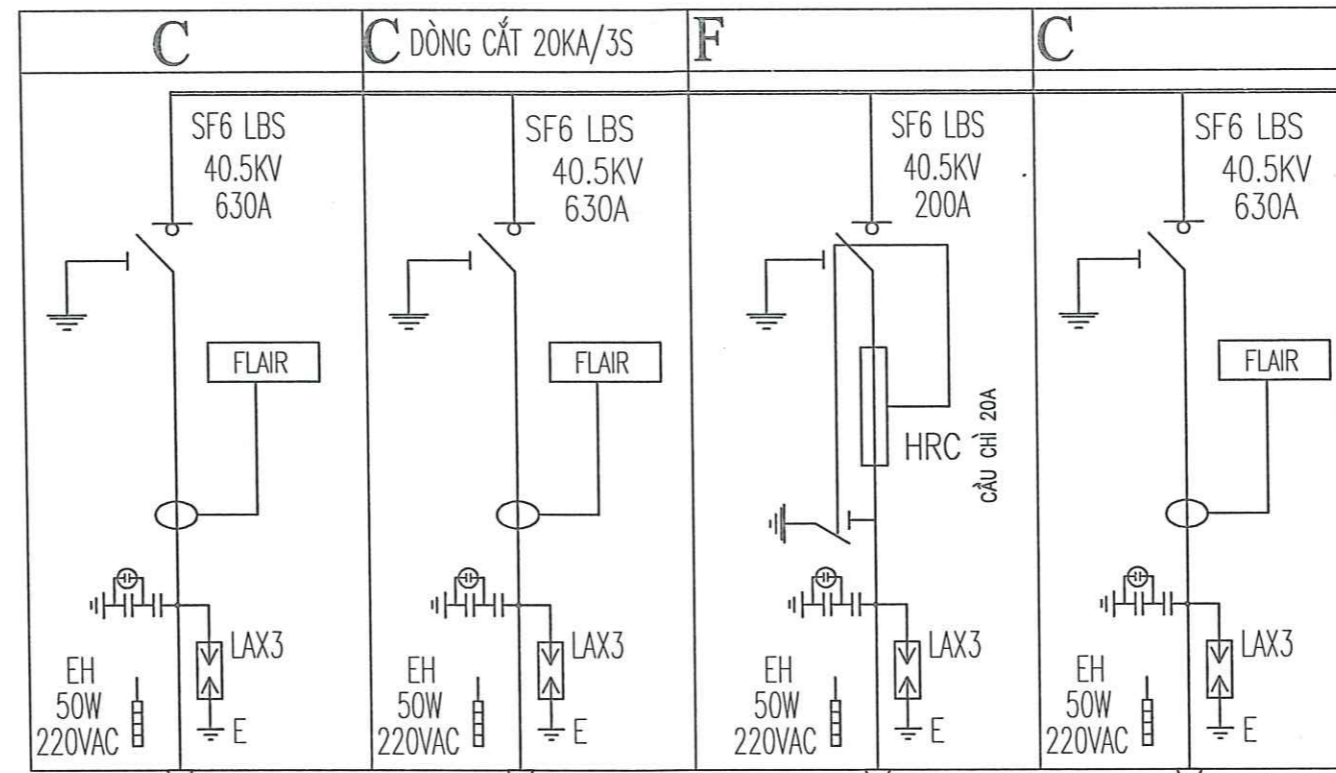 C
C DÒNG CẮT 20KA/3S
F
C
SF6 LBS
40.5KV
630A
FLAIR
LAX3
EH
50W
220VAC
E
SF6 LBS
40.5KV
630A
FLAIR
LAX3
EH
50W
220VAC
E
SF6 LBS
40.5KV
200A
HRC
CẦU CHÌ 20A
LAX3
EH
50W
220VAC
E
SF6 LBS
40.5KV
630A
FLAIR
LAX3
EH
50W
220VAC
E